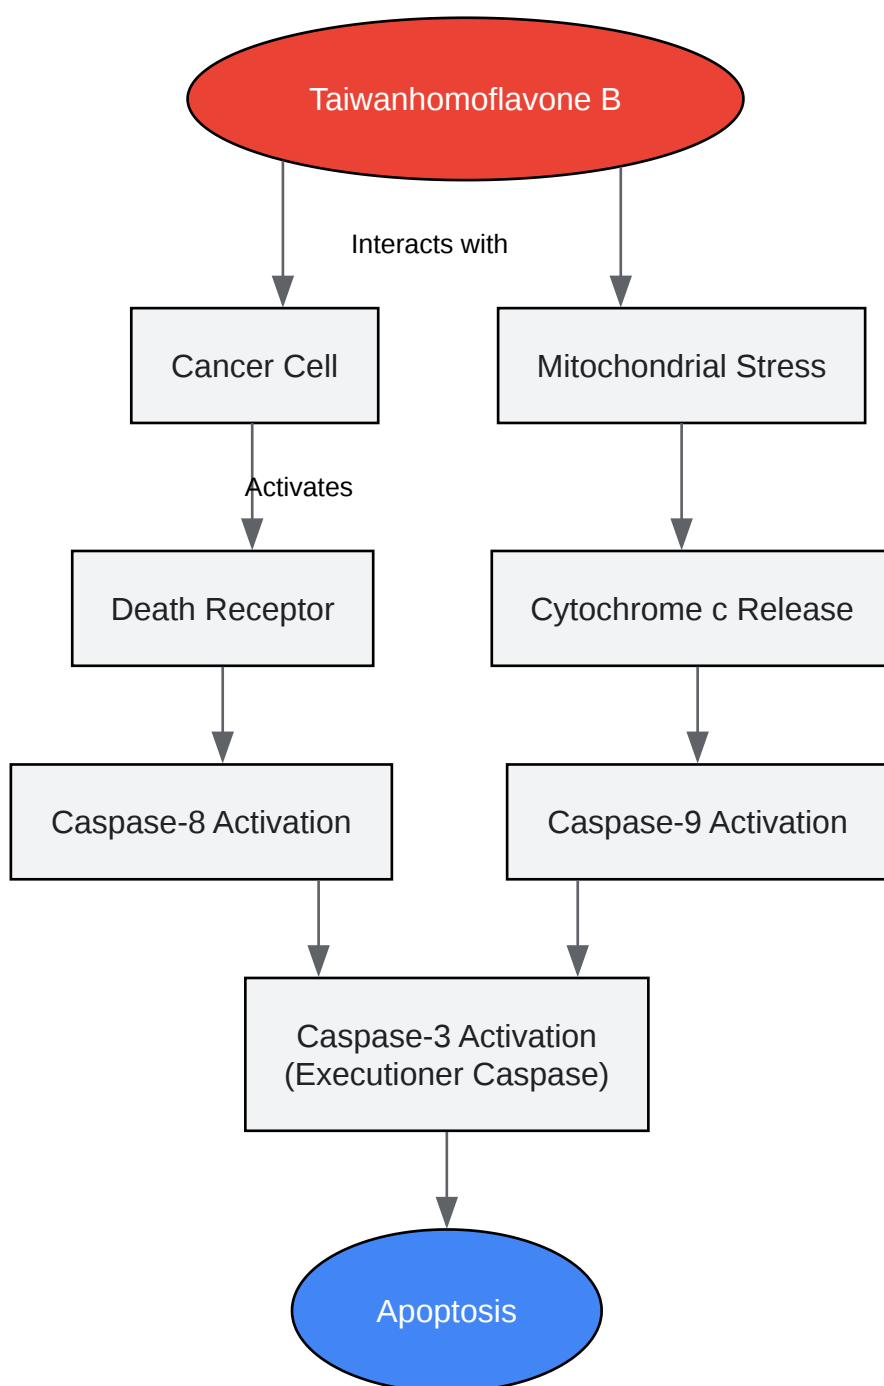 Taiwanhomoflavone B
Interacts with
Cancer Cell
Mitochondrial Stress
Activates
Death Receptor
Cytochrome c Release
Caspase-8 Activation
Caspase-9 Activation
Caspase-3 Activation
(Executioner Caspase)
Apoptosis